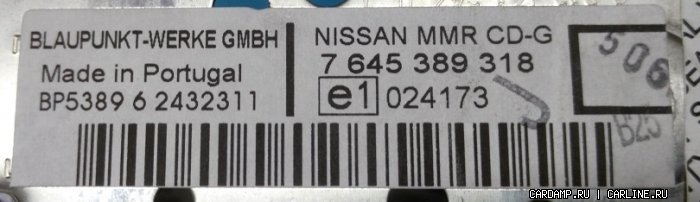 BLAUPUNKT-WERKE GMBH
Made in Portugal
BP5389 6 2432311
NISSAN MMR CD-G
7 645 389 318
e1 024173
B25
CARDAMP.RU | CARLINE.RU